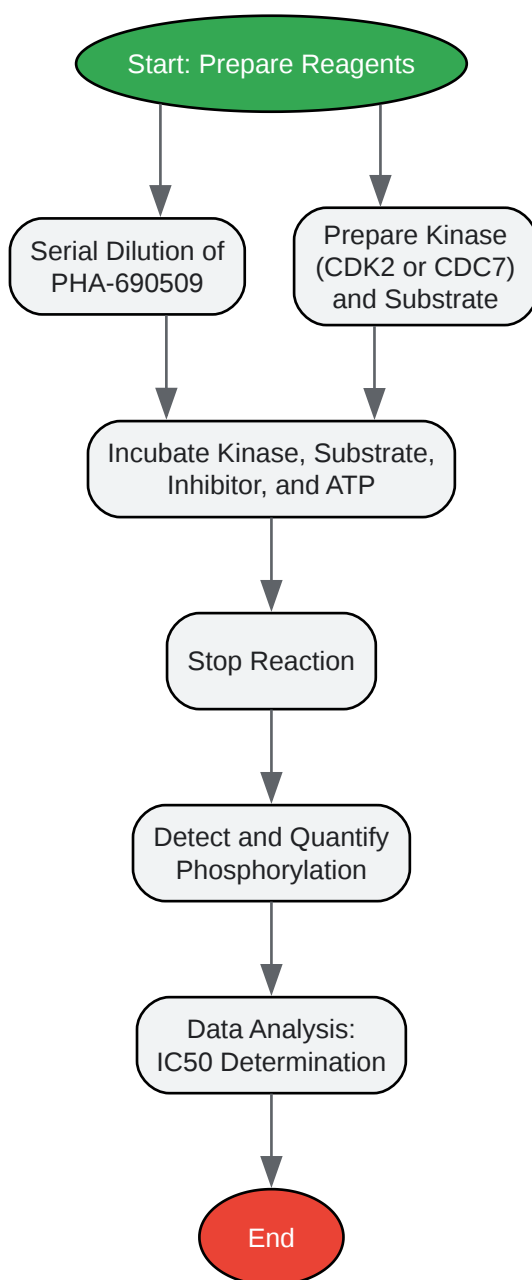 Start: Prepare Reagents
Serial Dilution of
PHA-690509
Prepare Kinase
(CDK2 or CDC7)
and Substrate
Incubate Kinase, Substrate,
Inhibitor, and ATP
Stop Reaction
Detect and Quantify
Phosphorylation
Data Analysis:
IC50 Determination
End